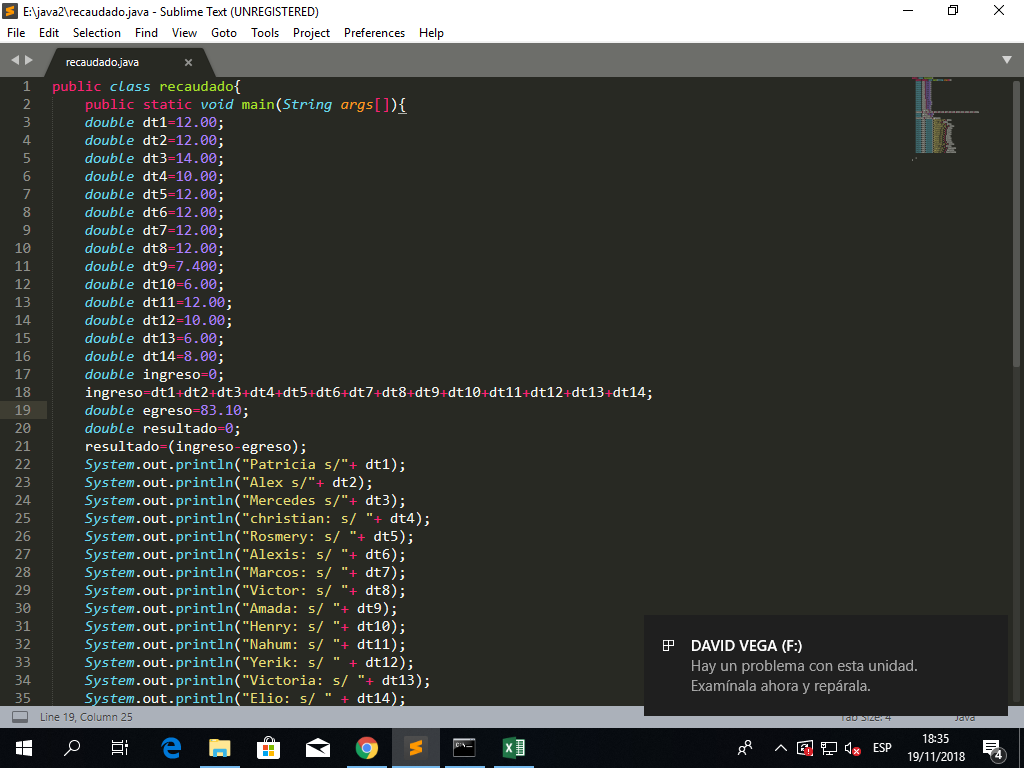 E:\java2\recaudado.java - Sublime Text (UNREGISTERED)
File Edit Selection Find View Goto Tools Project Preferences Help
recaudado.java
1 public class recaudado{
2 public static void main(String args[]){
3 double dt1=12.00;
4 double dt2=12.00;
5 double dt3=14.00;
6 double dt4=10.00;
7 double dt5=12.00;
8 double dt6=12.00;
9 double dt7=12.00;
10 double dt8=12.00;
11 double dt9=7.400;
12 double dt10=6.00;
13 double dt11=12.00;
14 double dt12=10.00;
15 double dt13=6.00;
16 double dt14=8.00;
17 double ingreso=0;
18 ingreso=dt1+dt2+dt3+dt4+dt5+dt6+dt7+dt8+dt9+dt10+dt11+dt12+dt13+dt14;
19 double egreso=83.10;
20 double resultado=0;
21 resultado=(ingreso-egreso);
22 System.out.println("Patricia s/"+ dt1);
23 System.out.println("Alex s/"+ dt2);
24 System.out.println("Mercedes s/"+ dt3);
25 System.out.println("christian: s/ "+ dt4);
26 System.out.println("Rosmery: s/ "+ dt5);
27 System.out.println("Alexis: s/ "+ dt6);
28 System.out.println("Marcos: s/ "+ dt7);
29 System.out.println("Victor: s/ "+ dt8);
30 System.out.println("Amada: s/ "+ dt9);
31 System.out.println("Henry: s/ "+ dt10);
32 System.out.println("Nahum: s/ "+ dt11);
33 System.out.println("Yerik: s/ " + dt12);
34 System.out.println("Victoria: s/ "+ dt13);
35 System.out.println("Elio: s/ " + dt14);
DAVID VEGA (F:)
Hay un problema con esta unidad.
Examínala ahora y repárala.
Line 19, Column 25 Tab Size: 4 Java
ESP 18:35
19/11/2018
4